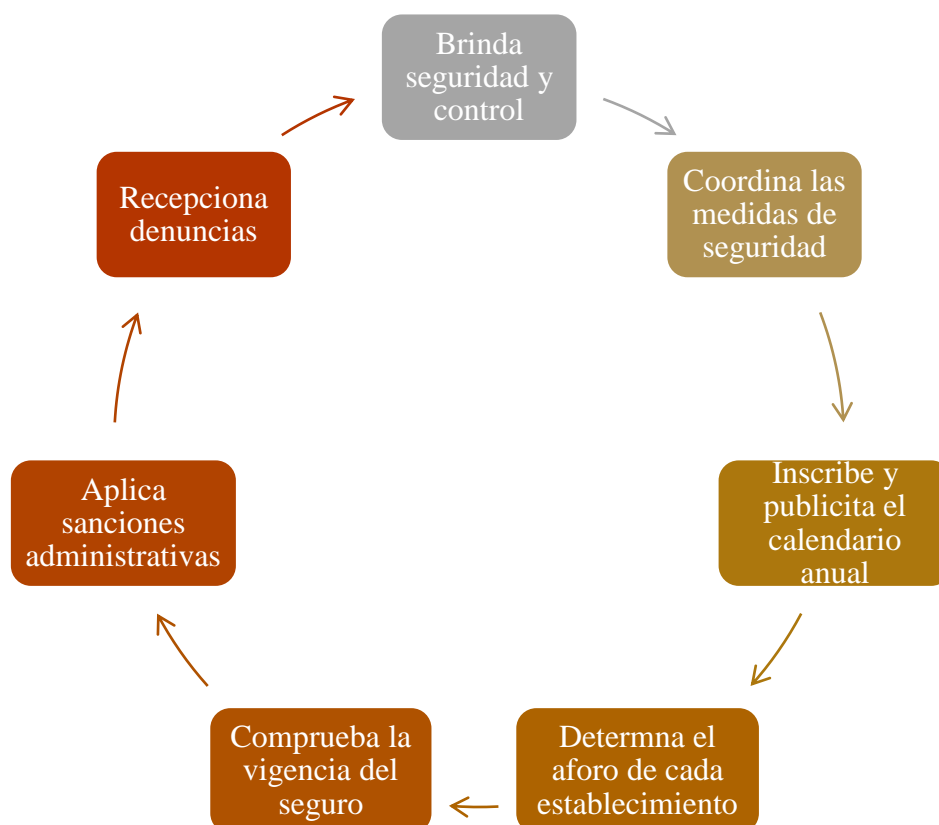 Brinda
seguridad y
control
Coordina las
medidas de
seguridad
Inscribe y
publicita el
calendario
anual
Determna el
aforo de cada
establecimiento
Comprueba la
vigencia del
seguro
Aplica
sanciones
administrativas
Recepciona
denuncias